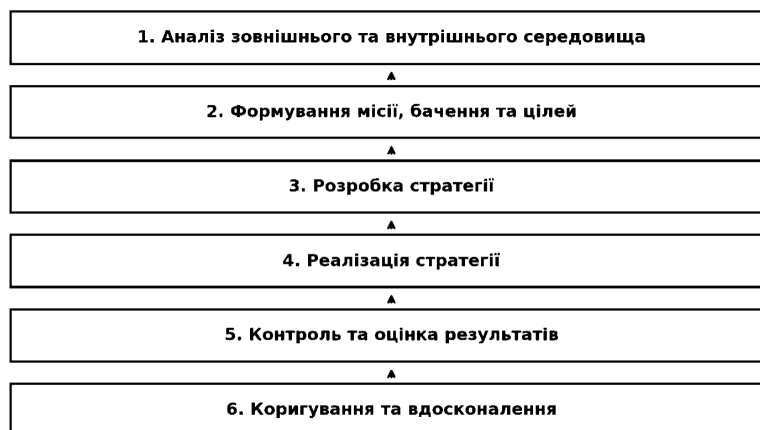 1. Аналіз зовнішнього та внутрішнього середовища
2. Формування місії, бачення та цілей
3. Розробка стратегії
4. Реалізація стратегії
5. Контроль та оцінка результатів
6. Коригування та вдосконалення